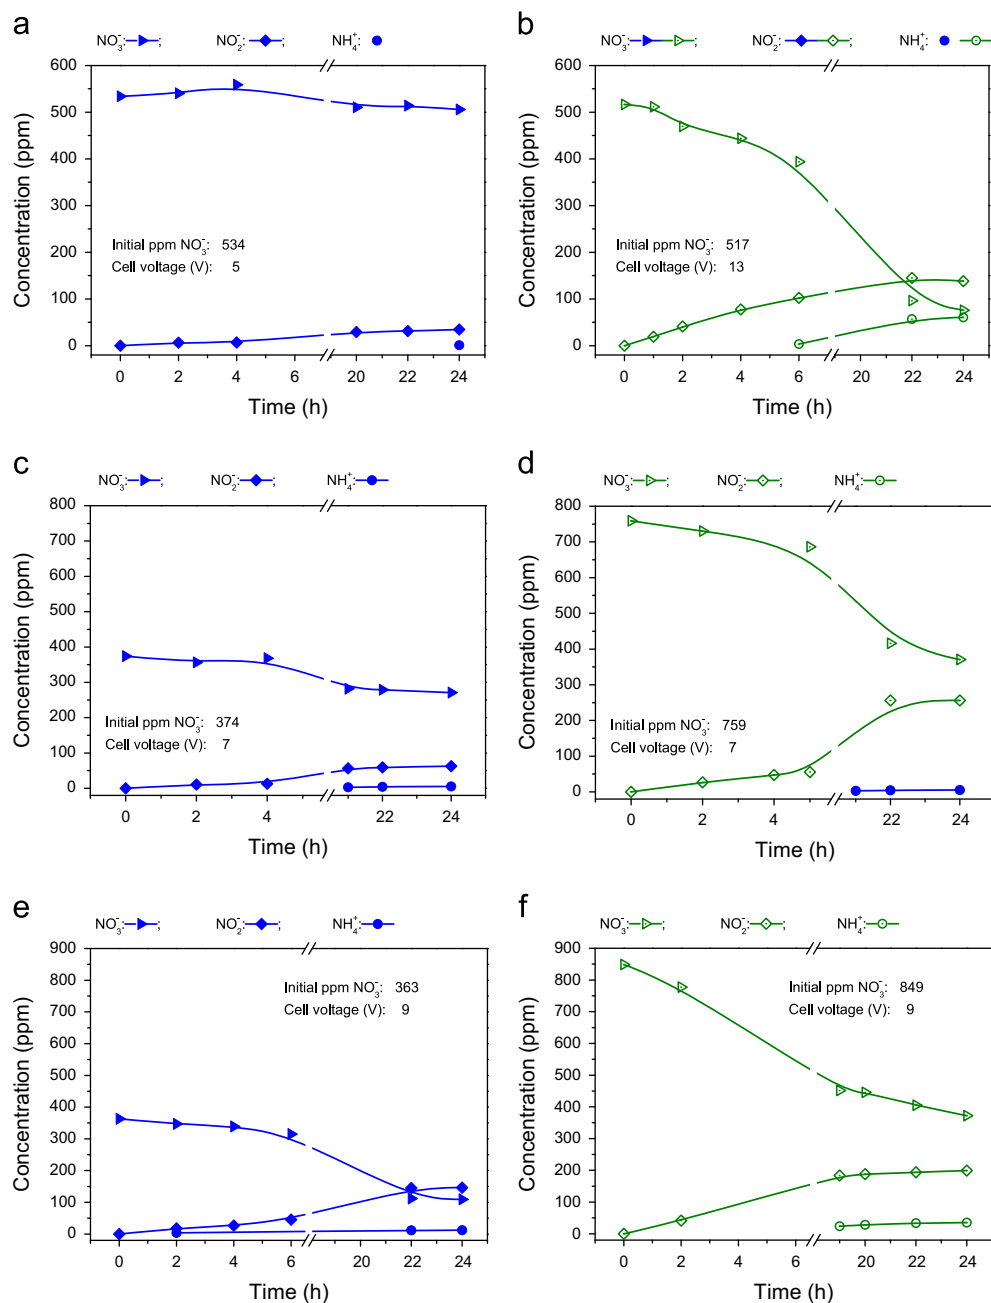 a
NO₃⁻: ; NO₂⁻: ; NH₄⁺:
600
500
400
300
200
100
0
Concentration (ppm)
Initial ppm NO₃⁻: 534
Cell voltage (V): 5
0 2 4 6 20 22 24
Time (h)
b
NO₃⁻: ; NO₂⁻: ; NH₄⁺:
600
500
400
300
200
100
0
Concentration (ppm)
Initial ppm NO₃⁻: 517
Cell voltage (V): 13
0 2 4 6 20 22 24
Time (h)
c
NO₃⁻: ; NO₂⁻: ; NH₄⁺:
800
700
600
500
400
300
200
100
0
Concentration (ppm)
Initial ppm NO₃⁻: 374
Cell voltage (V): 7
0 2 4 22 24
Time (h)
d
NO₃⁻: ; NO₂⁻: ; NH₄⁺:
800
700
600
500
400
300
200
100
0
Concentration (ppm)
Initial ppm NO₃⁻: 759
Cell voltage (V): 7
0 2 4 22 24
Time (h)
e
NO₃⁻: ; NO₂⁻: ; NH₄⁺:
900
800
700
600
500
400
300
200
100
0
Concentration (ppm)
Initial ppm NO₃⁻: 363
Cell voltage (V): 9
0 2 4 6 20 22 24
Time (h)
f
NO₃⁻: ; NO₂⁻: ; NH₄⁺:
900
800
700
600
500
400
300
200
100
0
Concentration (ppm)
Initial ppm NO₃⁻: 849
Cell voltage (V): 9
0 2 4 6 20 22 24
Time (h)